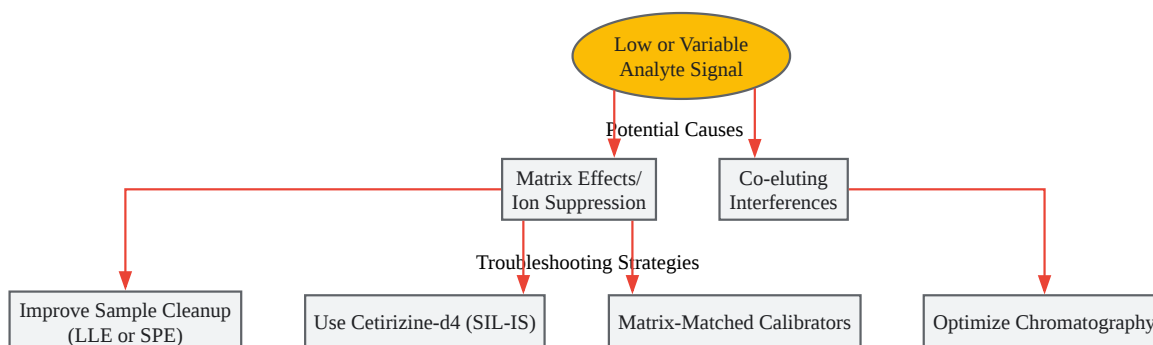 Low or Variable
Analyte Signal
Potential Causes
Matrix Effects/
Ion Suppression
Co-eluting
Interferences
Troubleshooting Strategies
Improve Sample Cleanup
(LLE or SPE)
Use Cetirizine-d4 (SIL-IS)
Matrix-Matched Calibrators
Optimize Chromatography